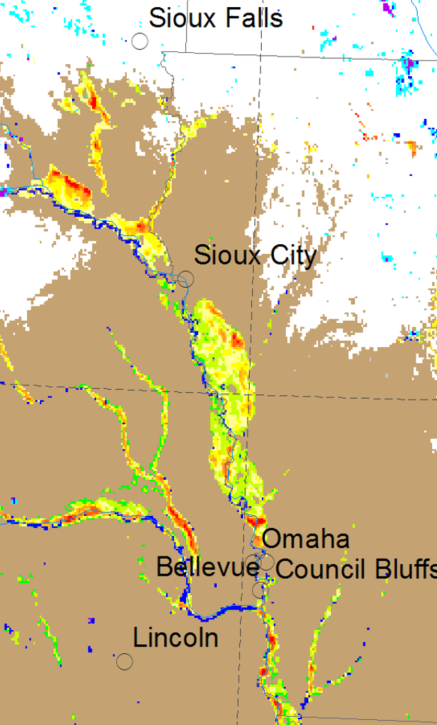 Sioux Falls
Sioux City
Omaha
Bellevue
Council Bluffs
Lincoln